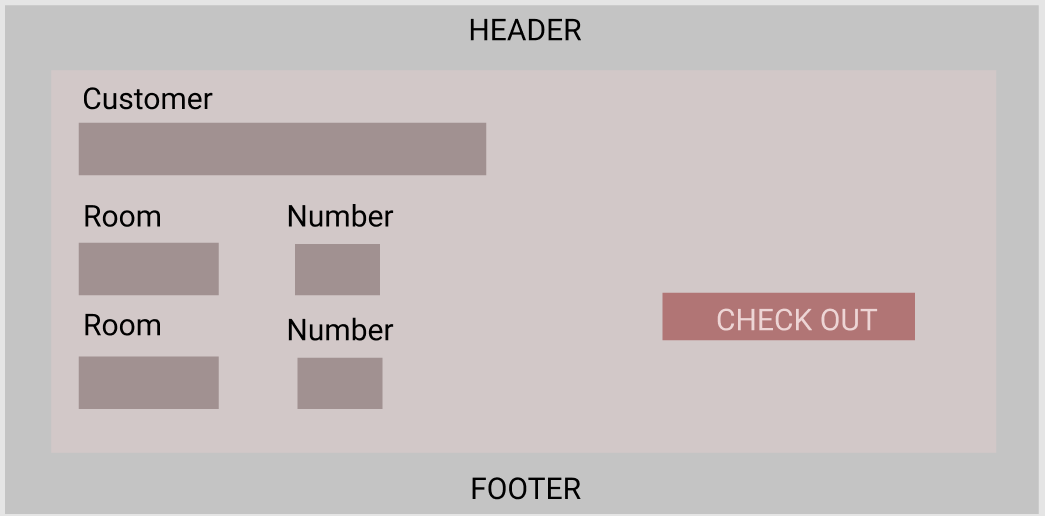 HEADER
Customer
Room Number
Room Number
CHECK OUT
FOOTER